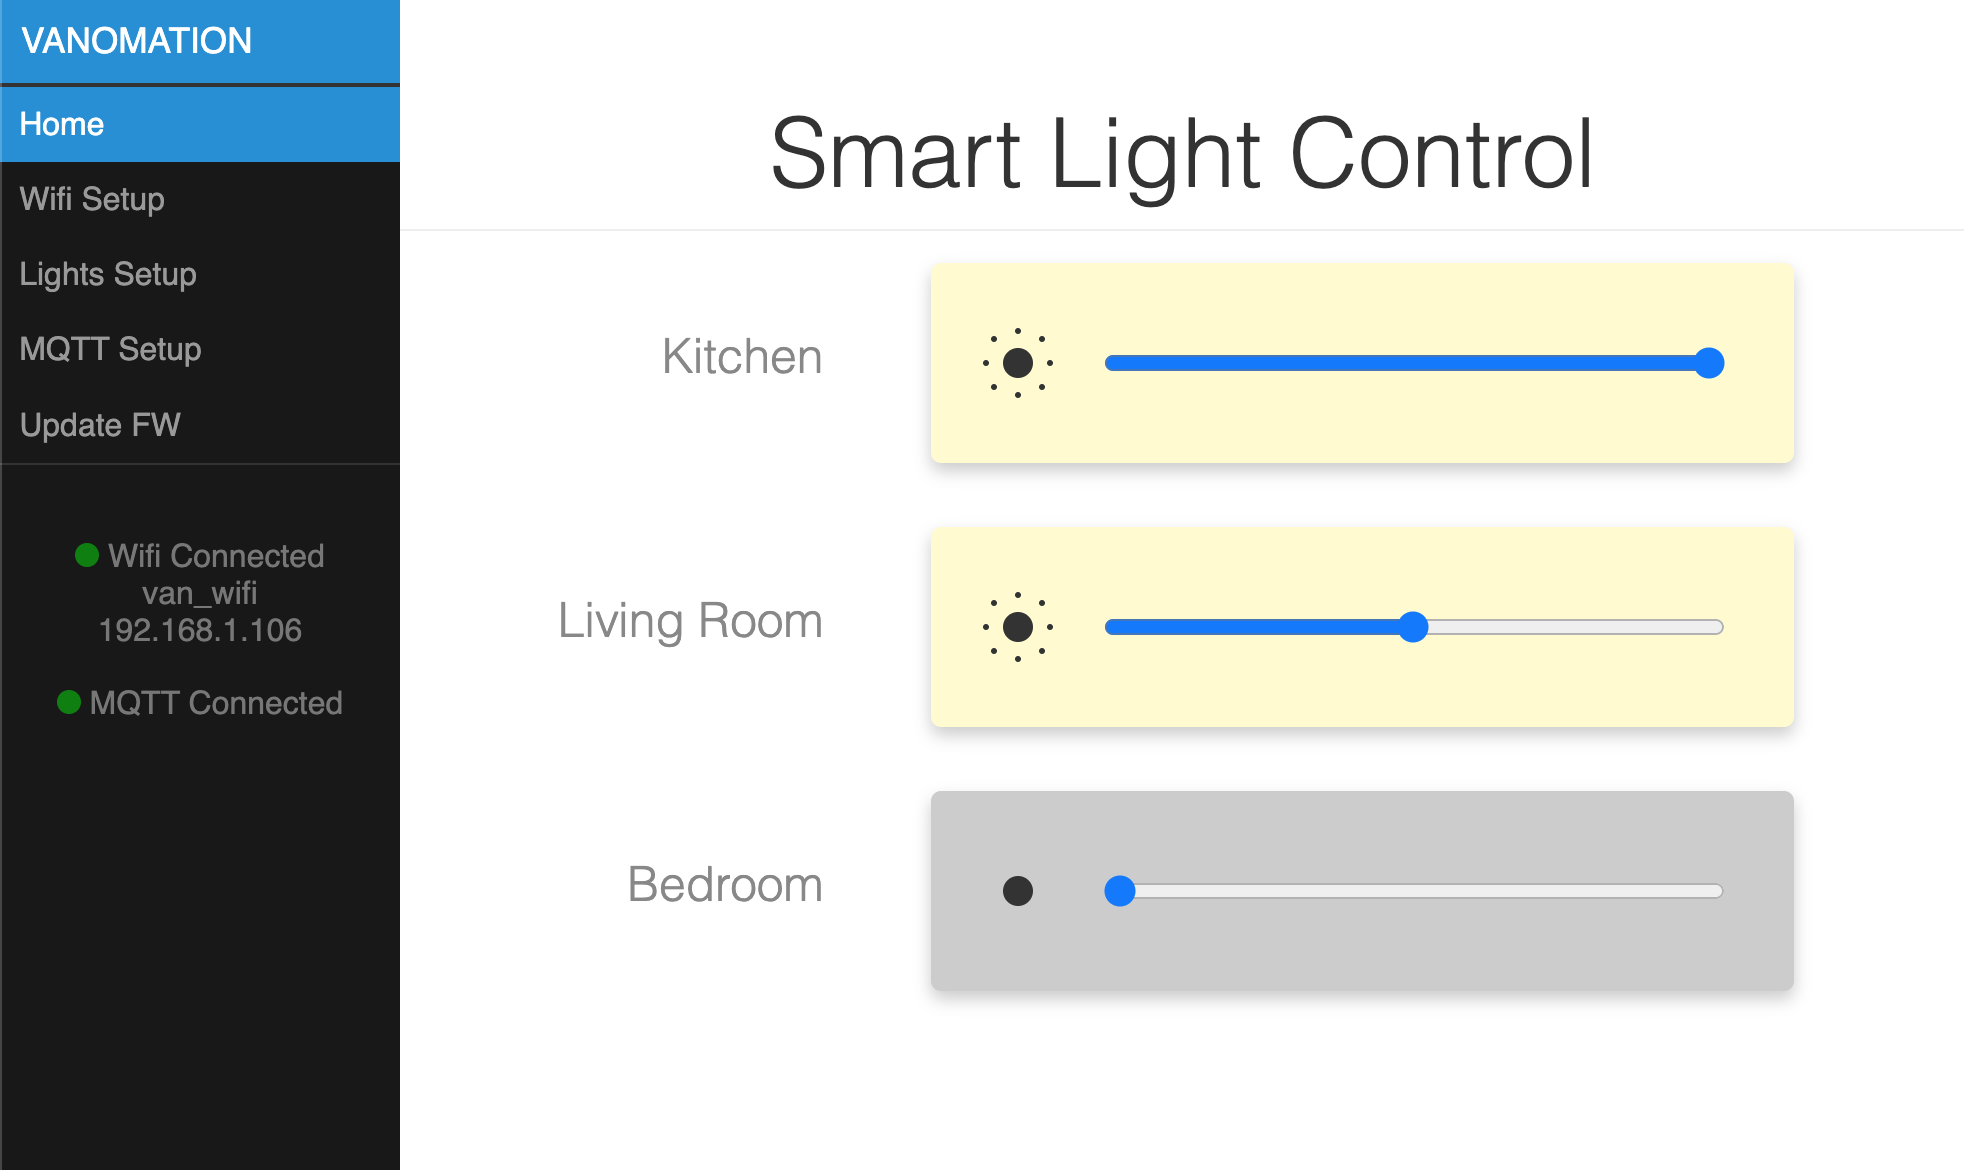 VANOMATION
Home
Wifi Setup
Lights Setup
MQTT Setup
Update FW
Wifi Connected
van_wifi
192.168.1.106
MQTT Connected
Smart Light Control
Kitchen
Living Room
Bedroom